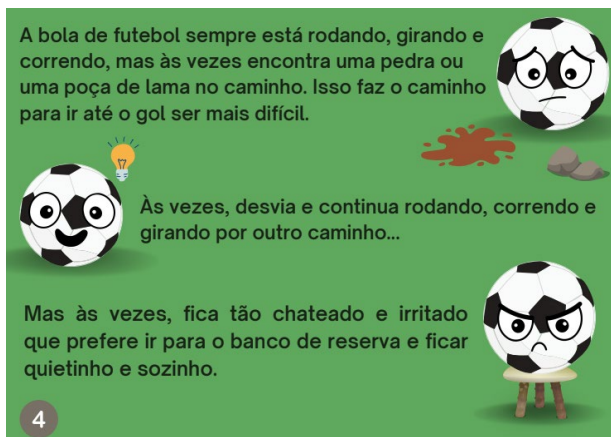 A bola de futebol sempre está rodando, girando e
correndo, mas às vezes encontra uma pedra ou
uma poça de lama no caminho. Isso faz o caminho
para ir até o gol ser mais difícil.
Às vezes, desvia e continua rodando, correndo e
girando por outro caminho...
Mas às vezes, fica tão chateado e irritado
que prefere ir para o banco de reserva e ficar
quietinho e sozinho.
4